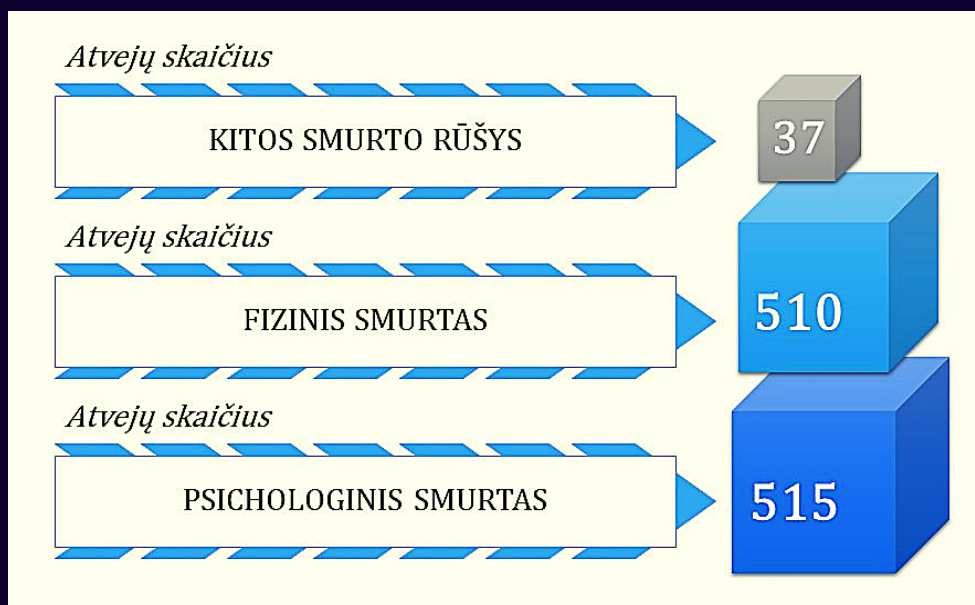 Atvejų skaičius
KITOS SMURTO RŪŠYS
37
Atvejų skaičius
FIZINIS SMURTAS
510
Atvejų skaičius
PSICHOLOGINIS SMURTAS
515